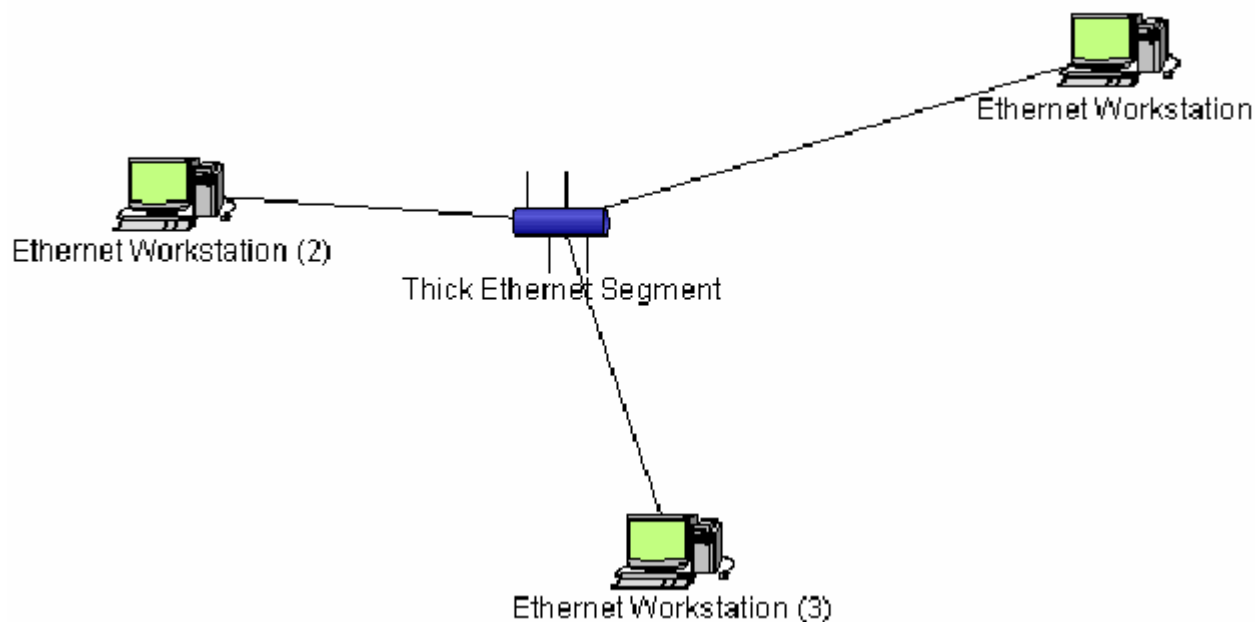 Ethernet Workstation
Ethernet Workstation (2)
Thick Ethernet Segment
Ethernet Workstation (3)